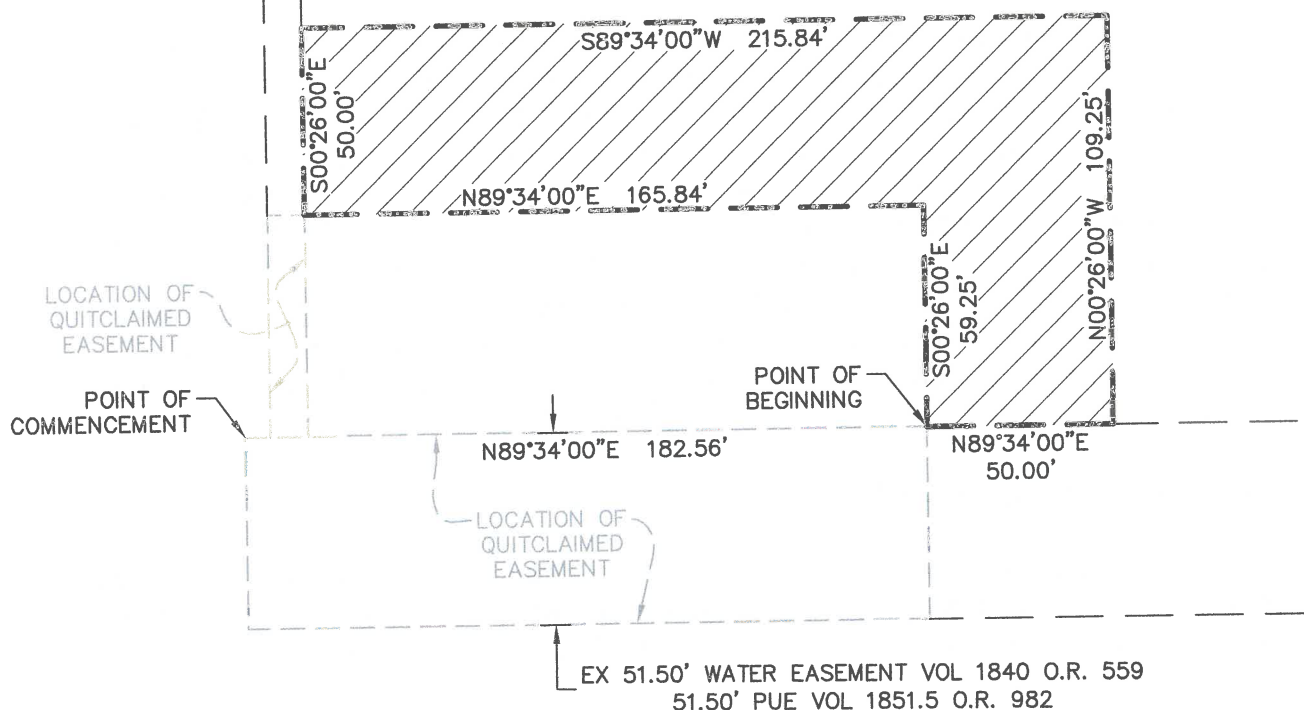 S89°34'00"W 215.84'
S00°26'00"E
50.00'
N00°26'00"W 109.25'
N89°34'00"E 165.84'
S00°26'00"E
59.25'
LOCATION OF
QUITCLAIMED
EASEMENT
POINT OF
COMMENCEMENT
POINT OF
BEGINNING
N89°34'00"E 182.56'
N89°34'00"E
50.00'
LOCATION OF
QUITCLAIMED
EASEMENT
EX 51.50' WATER EASEMENT VOL 1840 O.R. 559
51.50' PUE VOL 1851.5 O.R. 982